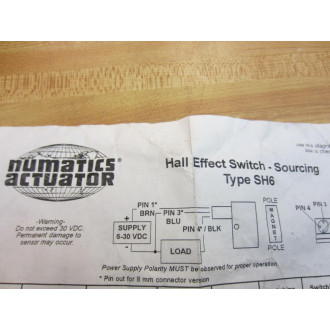 numatics®
ACTUATOR
-Warning-
Do not exceed 30 VDC.
Permanent damage to
sensor may occur.
Hall Effect Switch - Sourcing
Type SH6
PIN 1*
BRN
+
SUPPLY
6-30 VDC
-
PIN 3*
BLU
PIN 4* / BLK
LOAD
POLE
MAGNET
POLE
PIN 4
PIN 3
Power Supply Polarity MUST be observed for proper operation.
* Pin out for 8 mm connector version